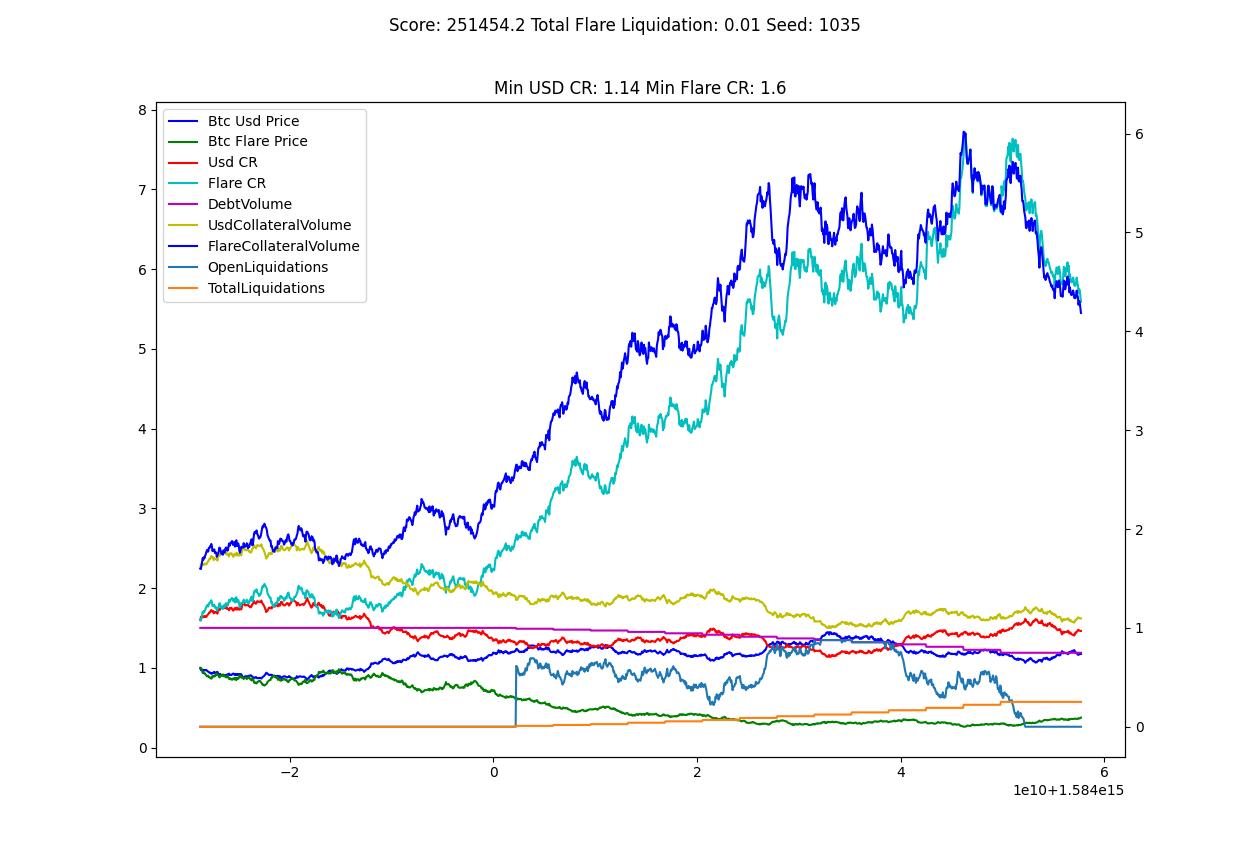 Score: 251454.2 Total Flare Liquidation: 0.01 Seed: 1035
Min USD CR: 1.14 Min Flare CR: 1.6
Btc Usd Price
Btc Flare Price
Usd CR
Flare CR
DebtVolume
UsdCollateralVolume
FlareCollateralVolume
OpenLiquidations
TotalLiquidations
8
7
6
5
4
3
2
1
0
6
5
4
3
2
1
0
−2
0
2
4
6
1e10+1.584e15